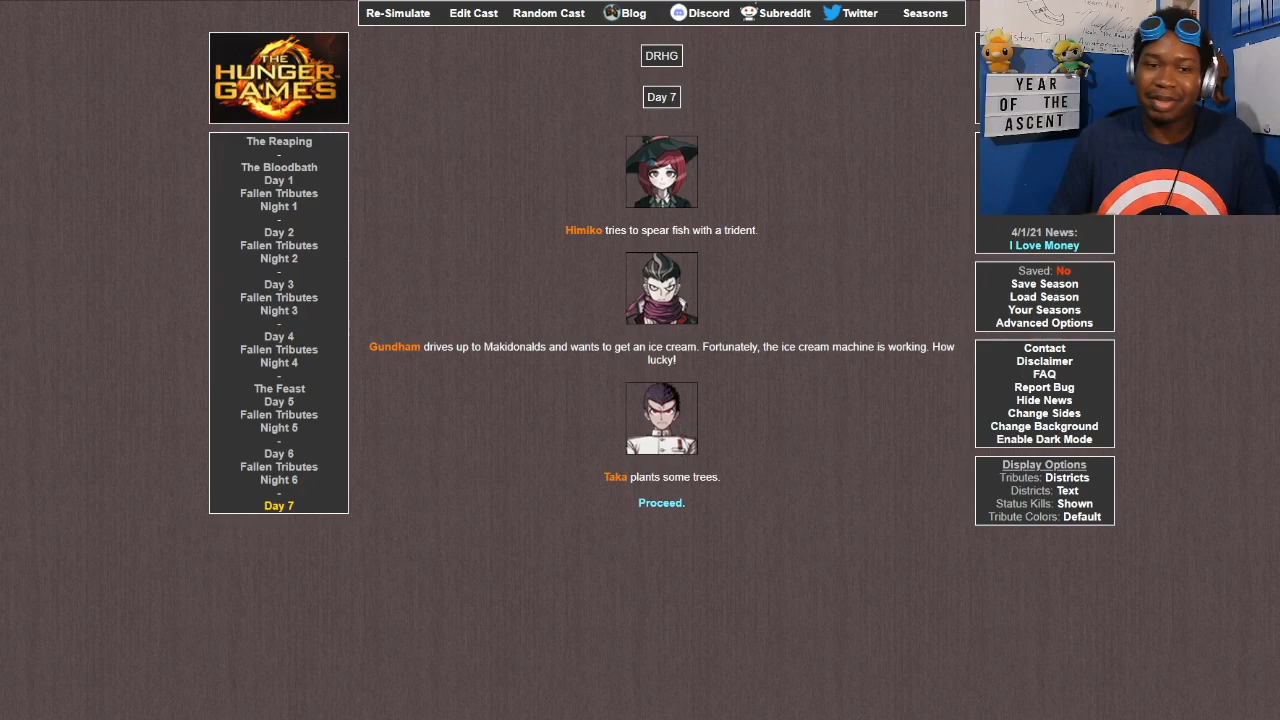 Re-Simulate Edit Cast Random Cast Blog Discord Subreddit Twitter Seasons
THE
HUNGER
GAMES
The Reaping
-
The Bloodbath
Day 1
Fallen Tributes
Night 1
-
Day 2
Fallen Tributes
Night 2
-
Day 3
Fallen Tributes
Night 3
-
Day 4
Fallen Tributes
Night 4
-
The Feast
Day 5
Fallen Tributes
Night 5
-
Day 6
Fallen Tributes
Night 6
-
Day 7
DRHG
Day 7
Himiko tries to spear fish with a trident.
Gundham drives up to Makidonalds and wants to get an ice cream. Fortunately, the ice cream machine is working. How
lucky!
Taka plants some trees.
Proceed.
YEAR
OF THE
ASCENT
4/1/21 News:
I Love Money
Saved: No
Save Season
Load Season
Your Seasons
Advanced Options
Contact
Disclaimer
FAQ
Report Bug
Hide News
Change Sides
Change Background
Enable Dark Mode
Display Options
Tributes: Districts
Districts: Text
Status Kills: Shown
Tribute Colors: Default